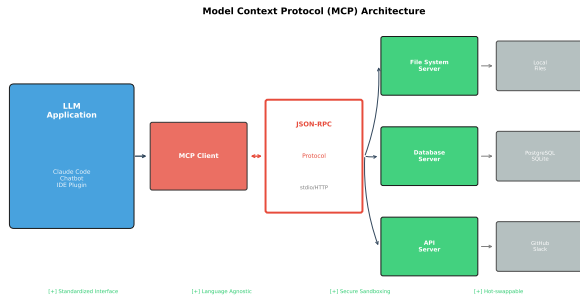 Model Context Protocol (MCP) Architecture
LLM
Application
Claude Code
Chatbot
IDE Plugin
MCP Client
JSON-RPC
Protocol
stdio/HTTP
File System
Server
Local
Files
Database
Server
PostgreSQL
SQLite
API
Server
GitHub
Slack
[+] Standardized Interface
[+] Language Agnostic
[+] Secure Sandboxing
[+] Hot-swappable